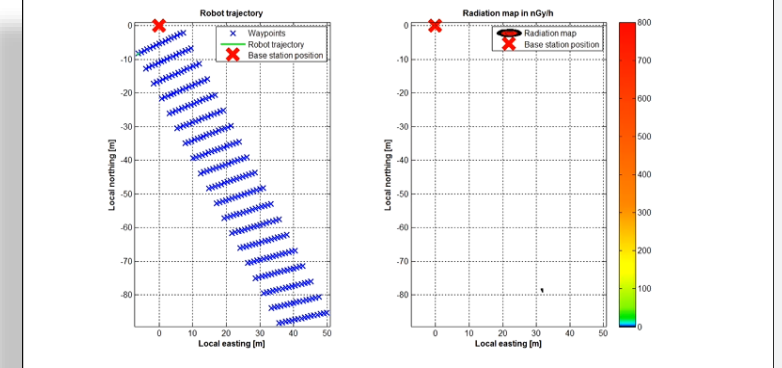 Robot trajectory
Waypoints
Robot trajectory
Base station position
0
-10
-20
-30
-40
-50
-60
-70
-80
Local northing [m]
0 10 20 30 40 50
Local easting [m]
Radiation map in nGy/h
Radiation map
Base station position
0
-10
-20
-30
-40
-50
-60
-70
-80
Local northing [m]
0 10 20 30 40 50
Local easting [m]
800
700
600
500
400
300
200
100
0